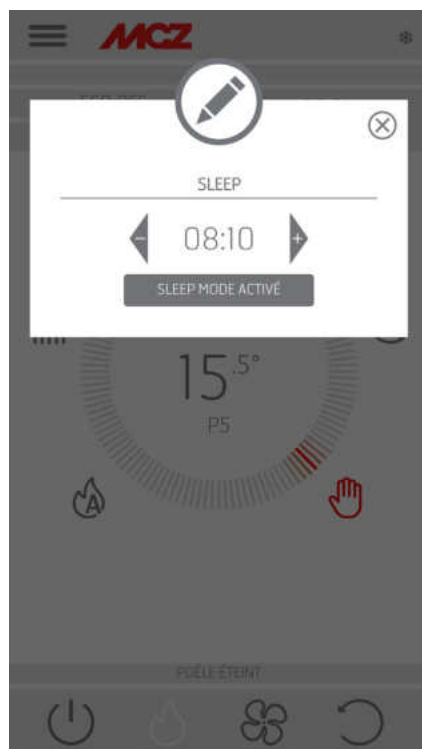 MCZ
SLEEP
- 08:10 +
SLEEP MODE ACTIVÉ
15.5°
P5
A
POÊLE ÉTEINT